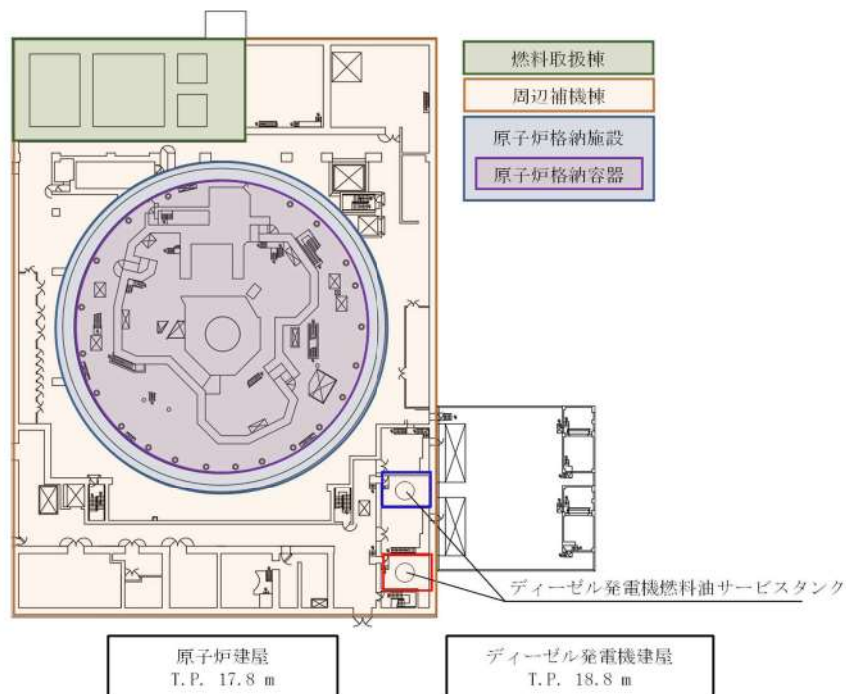 燃料取扱棟
周辺補機棟
原子炉格納施設
原子炉格納容器
ディーゼル発電機燃料油サービスタンク
原子炉建屋
T.P. 17.8 m
ディーゼル発電機建屋
T.P. 18.8 m